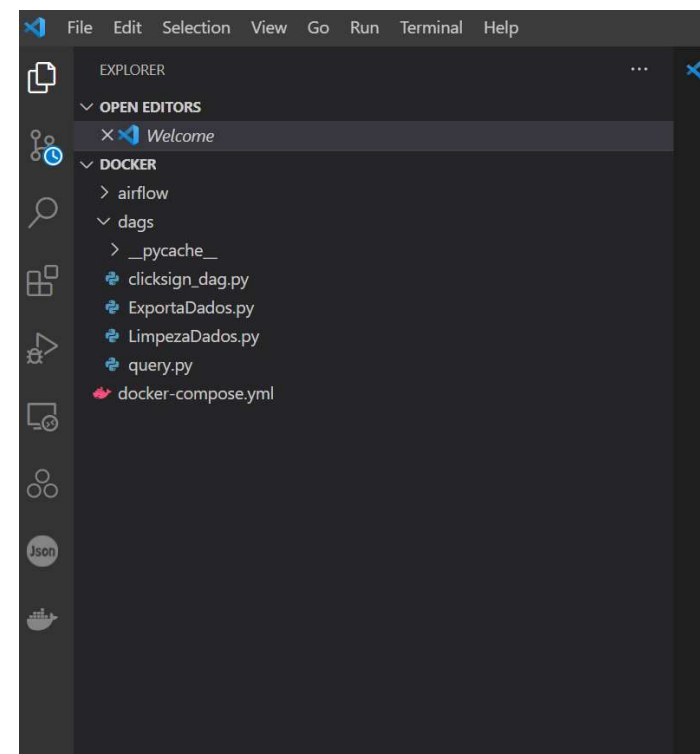 File Edit Selection View Go Run Terminal Help
EXPLORER ...
OPEN EDITORS
Welcome
DOCKER
airflow
dags
__pycache__
clicksign_dag.py
ExportaDados.py
LimpezaDados.py
query.py
docker-compose.yml
Json